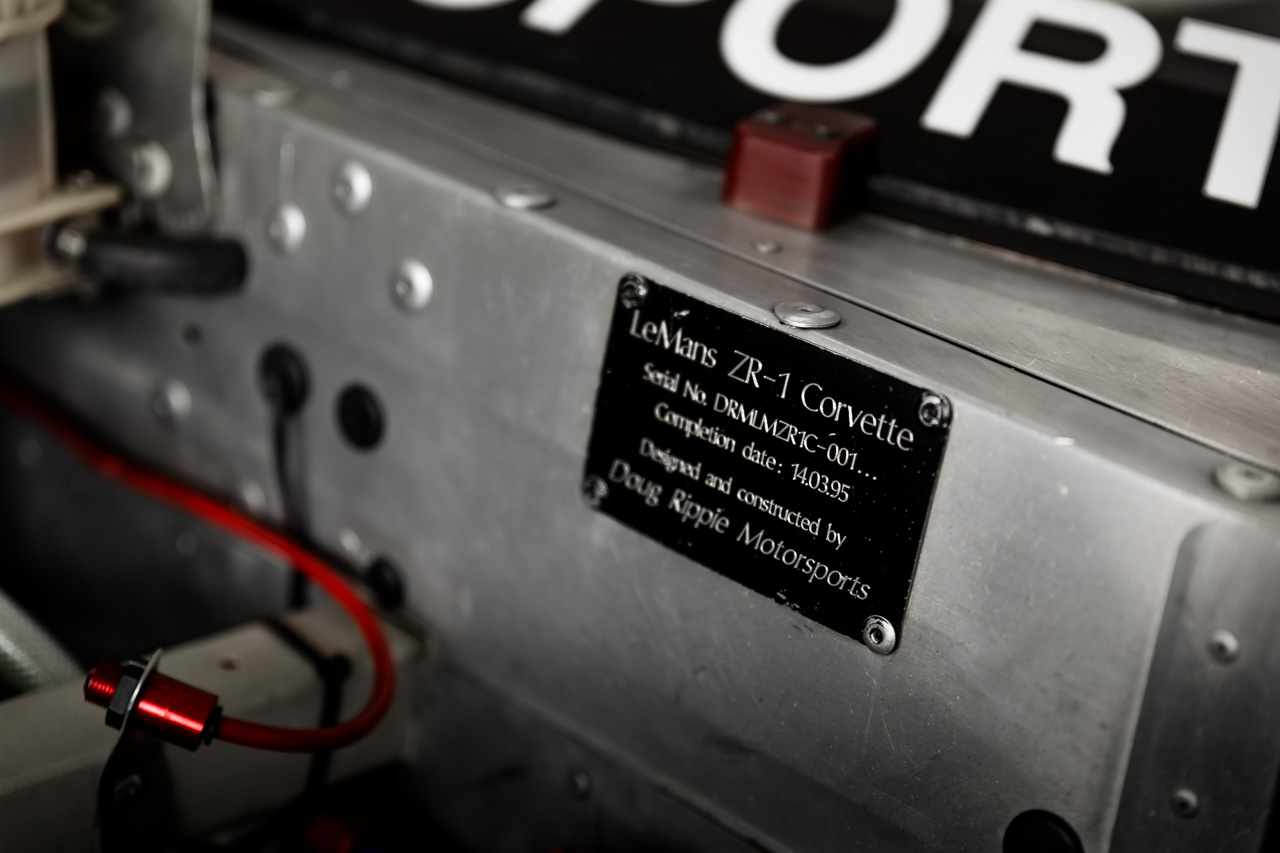 PORT
LeMans ZR-1 Corvette
Serial No. DRMLMZR1C-001...
Completion date: 14.03.95
Designed and constructed by
Doug Rippie Motorsports